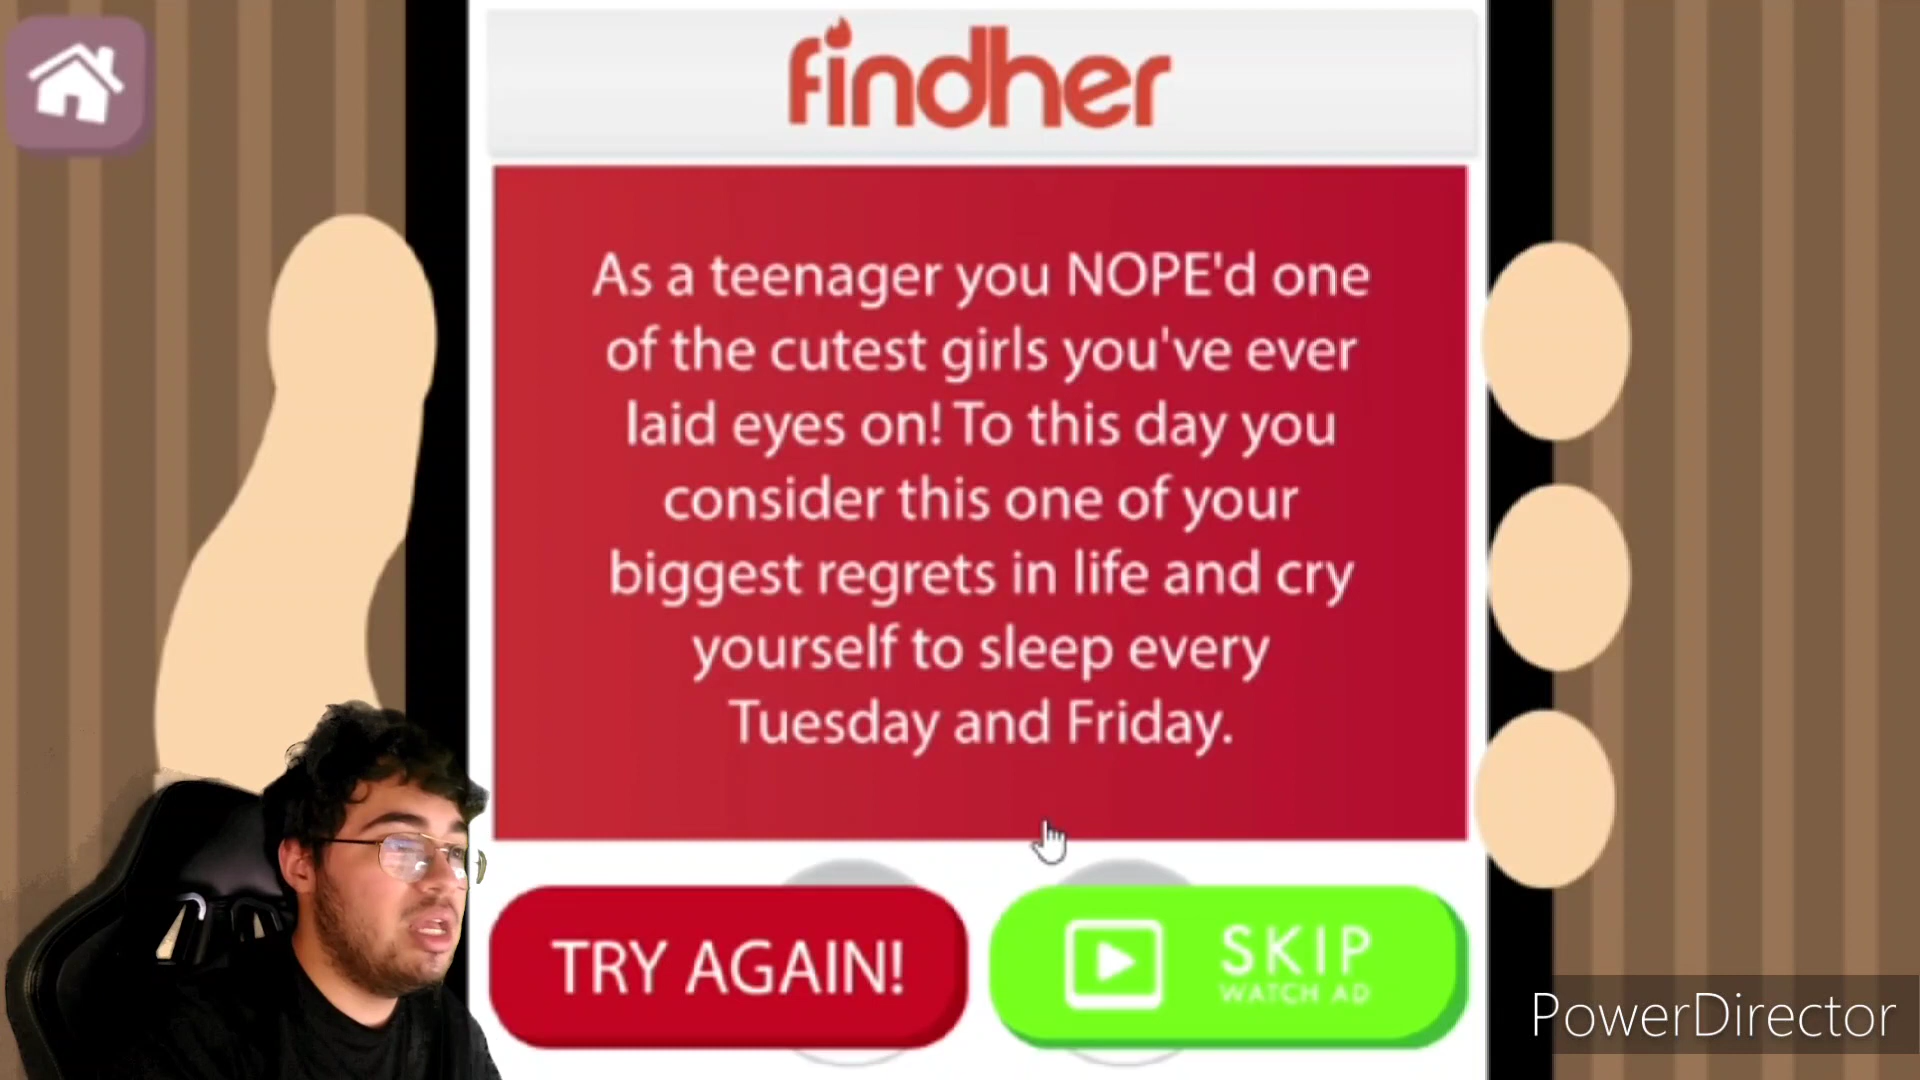 findher
As a teenager you NOPE'd one
of the cutest girls you've ever
laid eyes on! To this day you
consider this one of your
biggest regrets in life and cry
yourself to sleep every
Tuesday and Friday.
TRY AGAIN!
SKIP
WATCH AD
PowerDirector